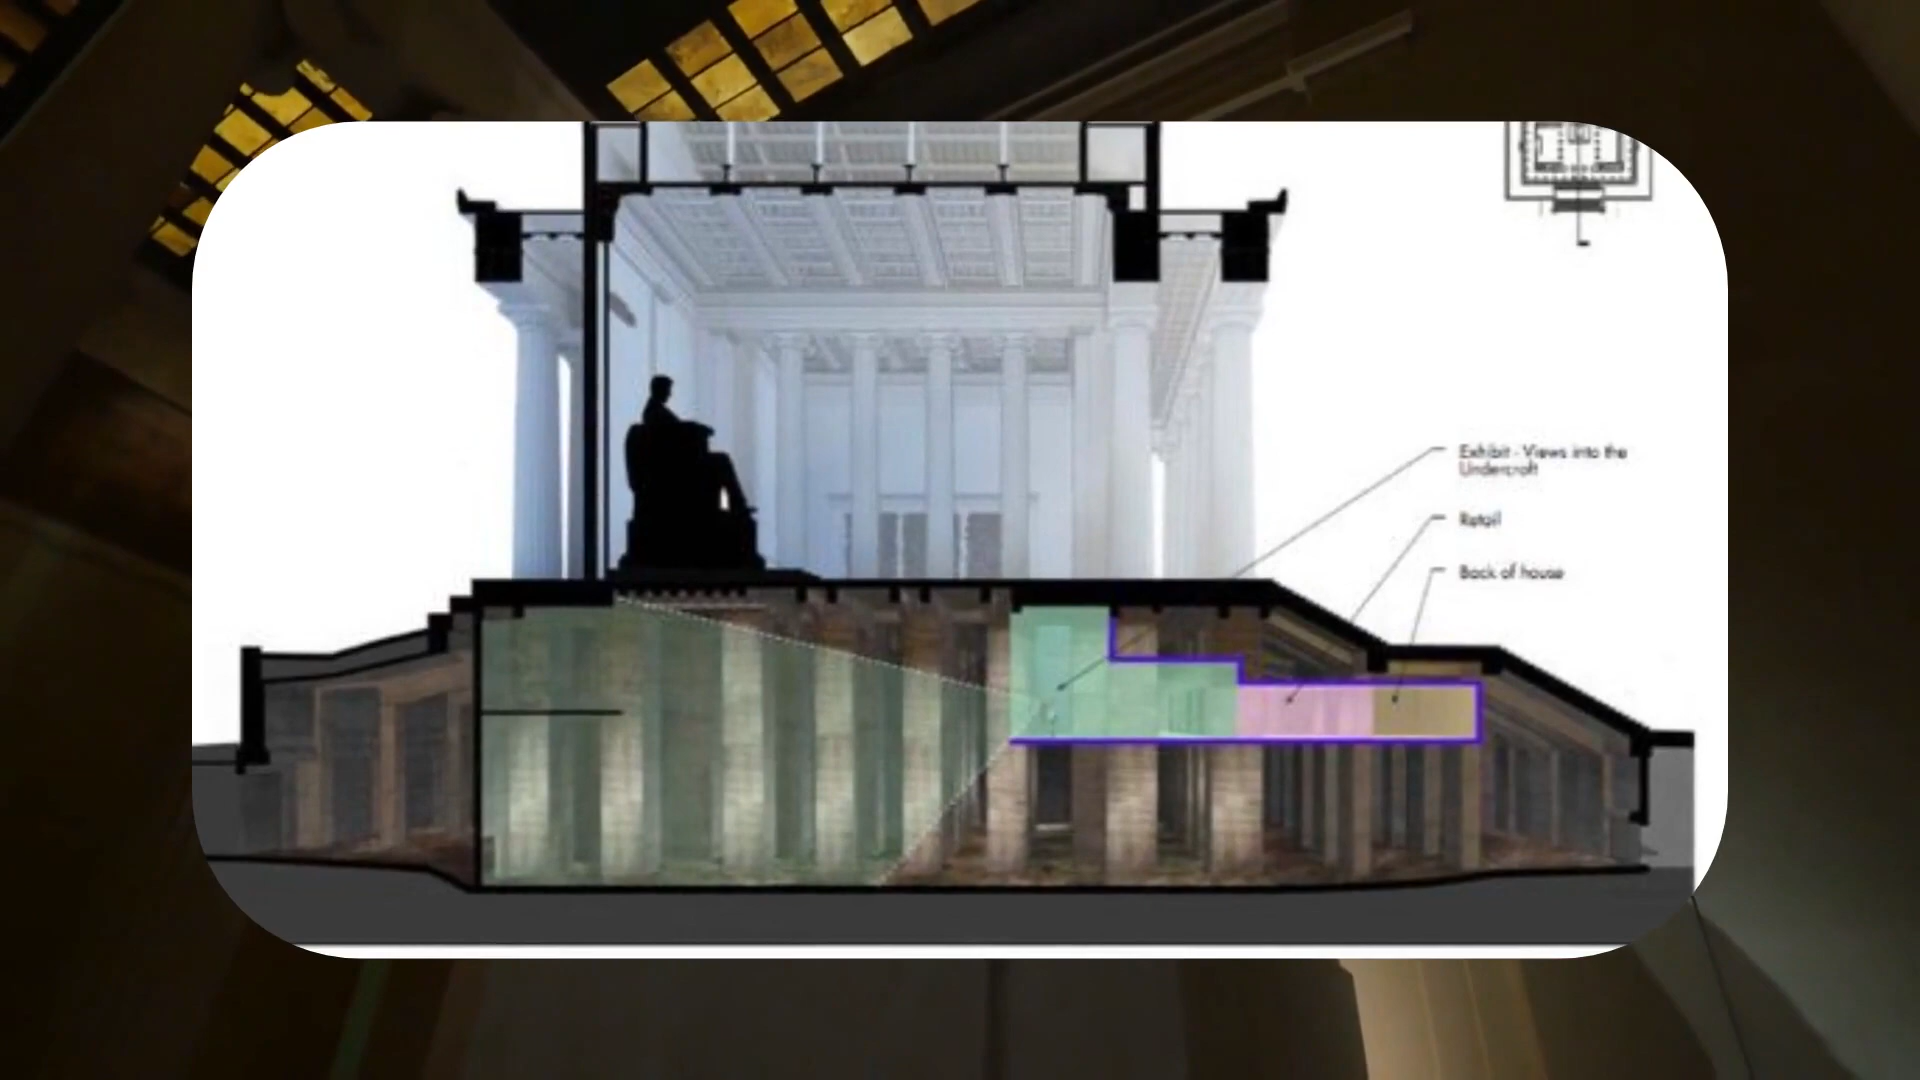 Exhibit - Views into the
Undercroft
Retail
Back of house